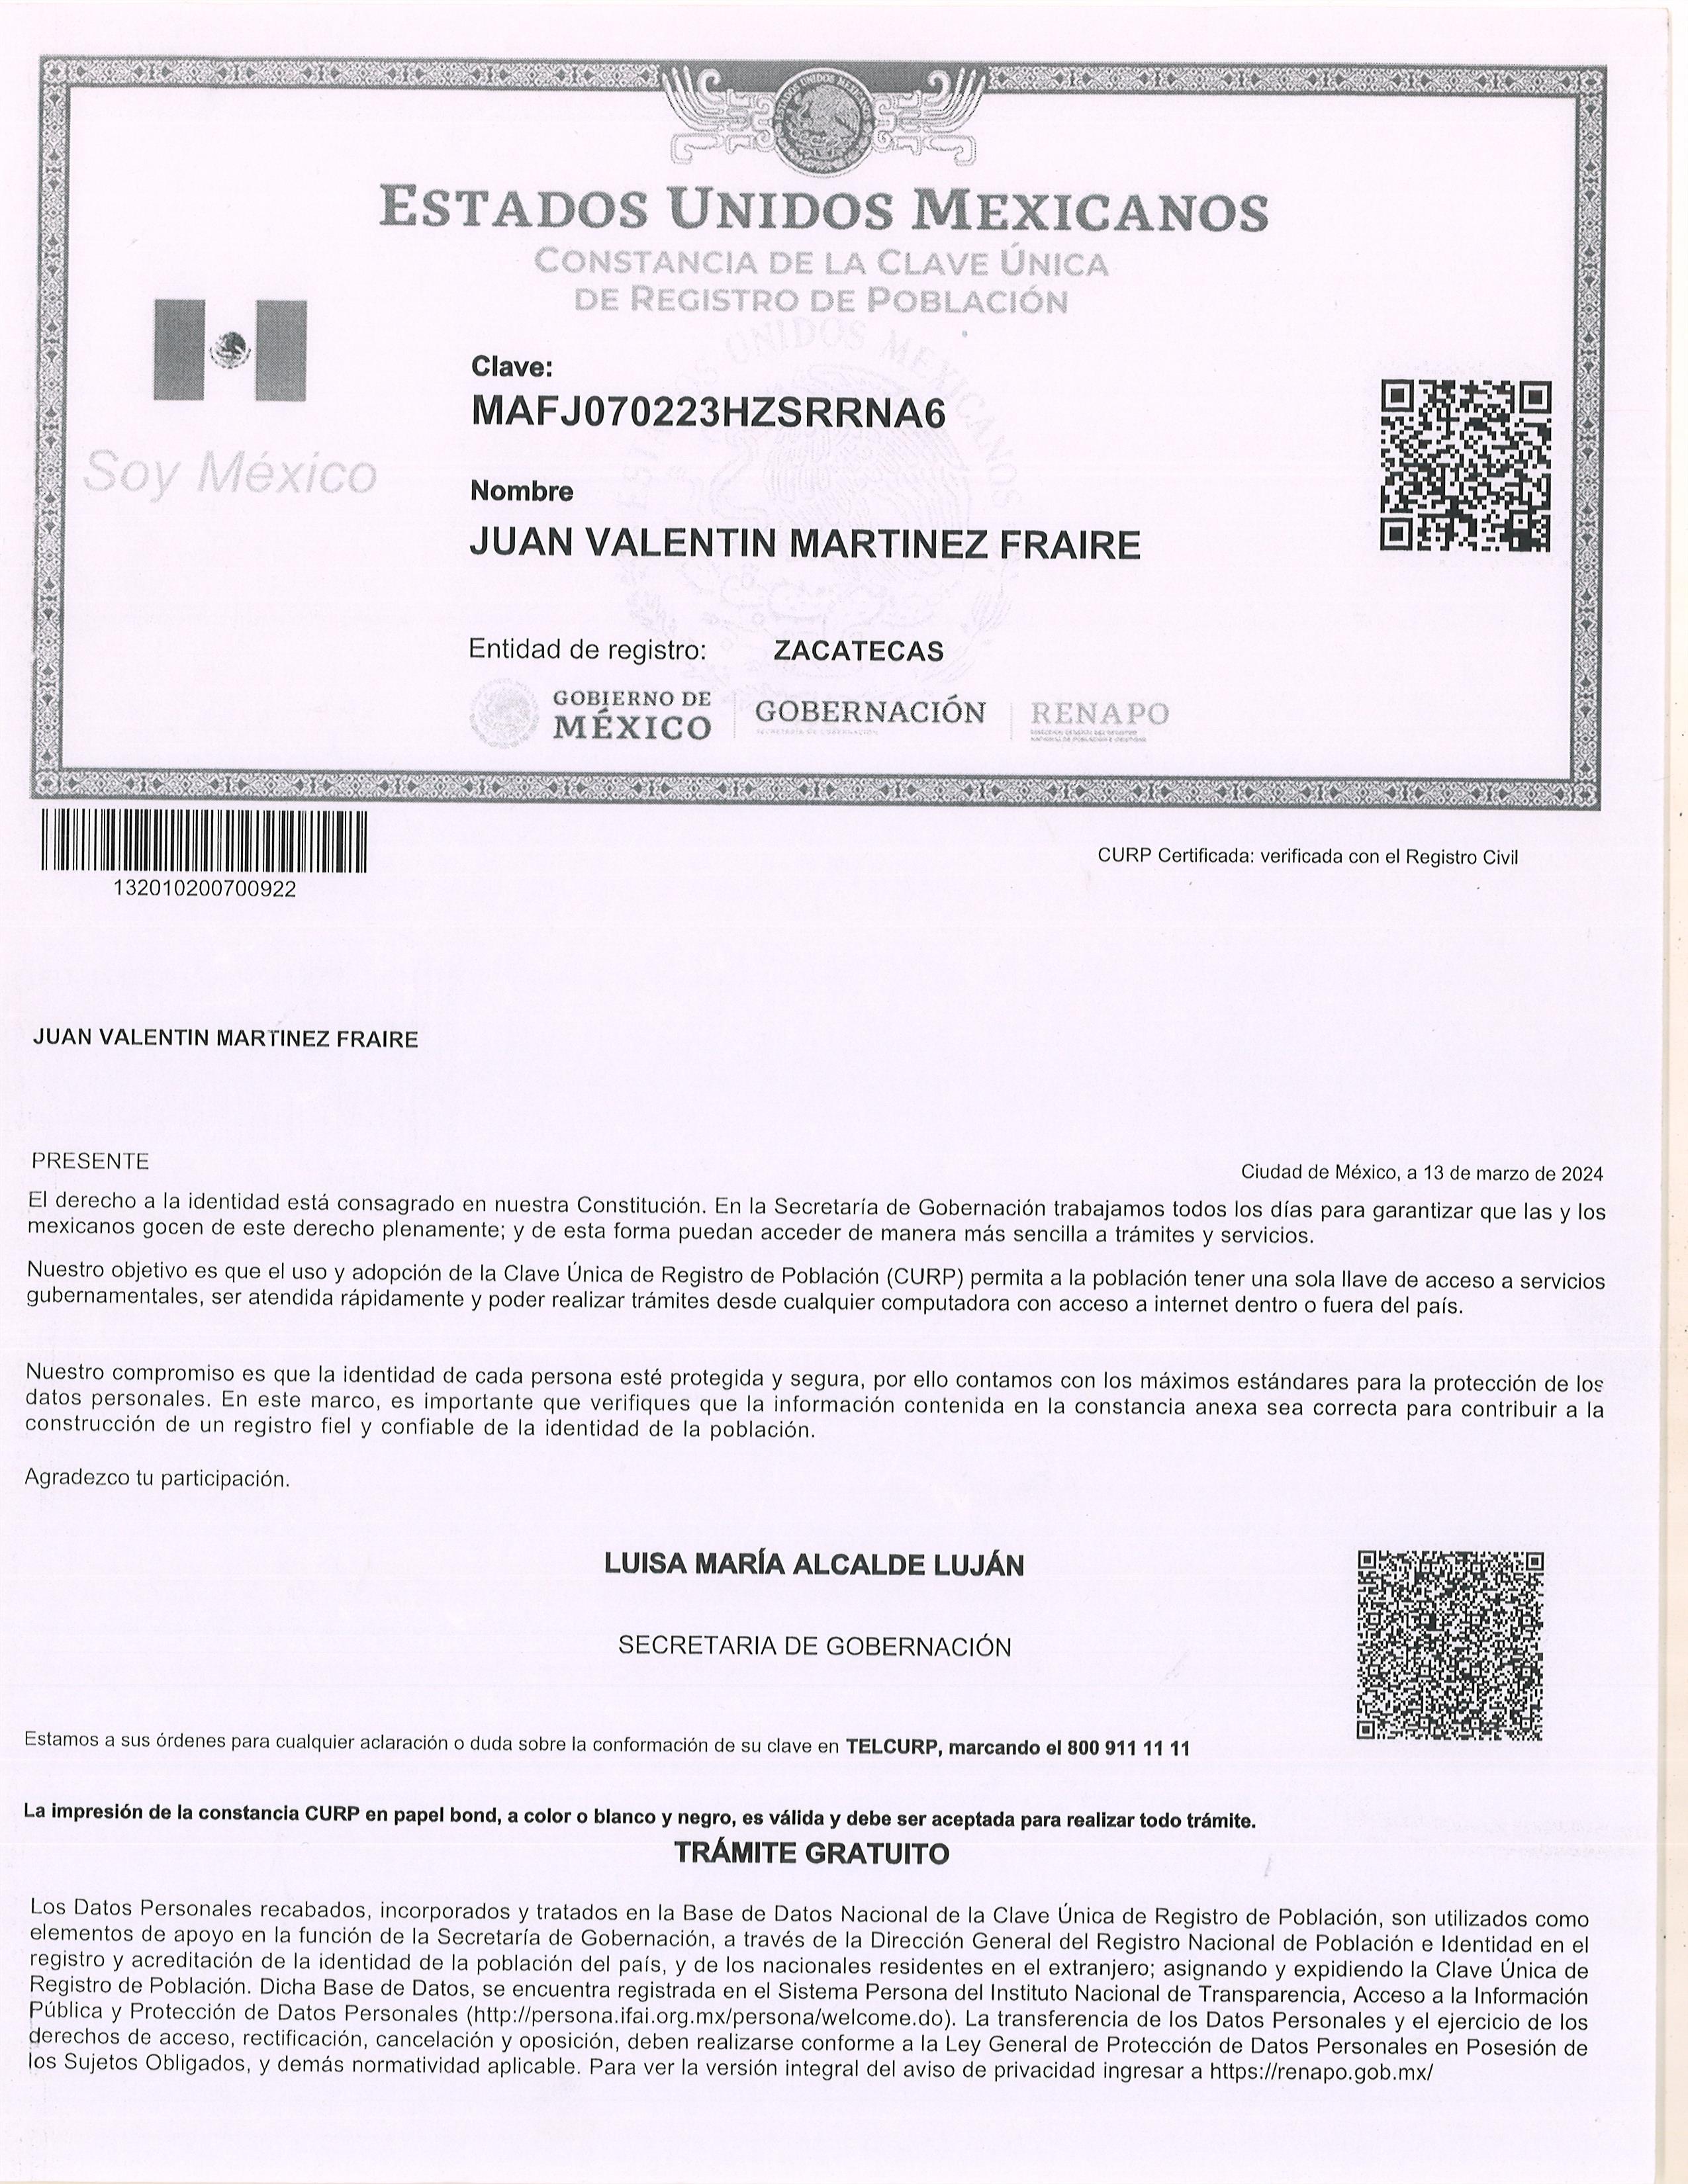 ESTADOS UNIDOS MEXICANOS
CONSTANCIA DE LA CLAVE ÚNICA
DE REGISTRO DE POBLACIÓN
Soy México
Clave:
MAFJ070223HZSRRNA6
Nombre
JUAN VALENTIN MARTINEZ FRAIRE
Entidad de registro: ZACATECAS
GOBIERNO DE
MÉXICO
GOBERNACIÓN
SECRETARÍA DE GOBERNACIÓN
RENAPO
DIRECCIÓN GENERAL DEL REGISTRO
NACIONAL DE POBLACIÓN E IDENTIDAD
132010200700922
CURP Certificada: verificada con el Registro Civil
JUAN VALENTIN MARTINEZ FRAIRE
PRESENTE
Ciudad de México, a 13 de marzo de 2024
El derecho a la identidad está consagrado en nuestra Constitución. En la Secretaría de Gobernación trabajamos todos los días para garantizar que las y los
mexicanos gocen de este derecho plenamente; y de esta forma puedan acceder de manera más sencilla a trámites y servicios.
Nuestro objetivo es que el uso y adopción de la Clave Única de Registro de Población (CURP) permita a la población tener una sola llave de acceso a servicios
gubernamentales, ser atendida rápidamente y poder realizar trámites desde cualquier computadora con acceso a internet dentro o fuera del país.
Nuestro compromiso es que la identidad de cada persona esté protegida y segura, por ello contamos con los máximos estándares para la protección de los
datos personales. En este marco, es importante que verifiques que la información contenida en la constancia anexa sea correcta para contribuir a la
construcción de un registro fiel y confiable de la identidad de la población.
Agradezco tu participación.
LUISA MARÍA ALCALDE LUJÁN
SECRETARIA DE GOBERNACIÓN
Estamos a sus órdenes para cualquier aclaración o duda sobre la conformación de su clave en TELCURP, marcando el 800 911 11 11
La impresión de la constancia CURP en papel bond, a color o blanco y negro, es válida y debe ser aceptada para realizar todo trámite.
TRÁMITE GRATUITO
Los Datos Personales recabados, incorporados y tratados en la Base de Datos Nacional de la Clave Única de Registro de Población, son utilizados como
elementos de apoyo en la función de la Secretaría de Gobernación, a través de la Dirección General del Registro Nacional de Población e Identidad en el
registro y acreditación de la identidad de la población del país, y de los nacionales residentes en el extranjero; asignando y expidiendo la Clave Única de
Registro de Población. Dicha Base de Datos, se encuentra registrada en el Sistema Persona del Instituto Nacional de Transparencia, Acceso a la Información
Pública y Protección de Datos Personales (http://persona.ifai.org.mx/persona/welcome.do). La transferencia de los Datos Personales y el ejercicio de los
derechos de acceso, rectificación, cancelación y oposición, deben realizarse conforme a la Ley General de Protección de Datos Personales en Posesión de
los Sujetos Obligados, y demás normatividad aplicable. Para ver la versión integral del aviso de privacidad ingresar a https://renapo.gob.mx/